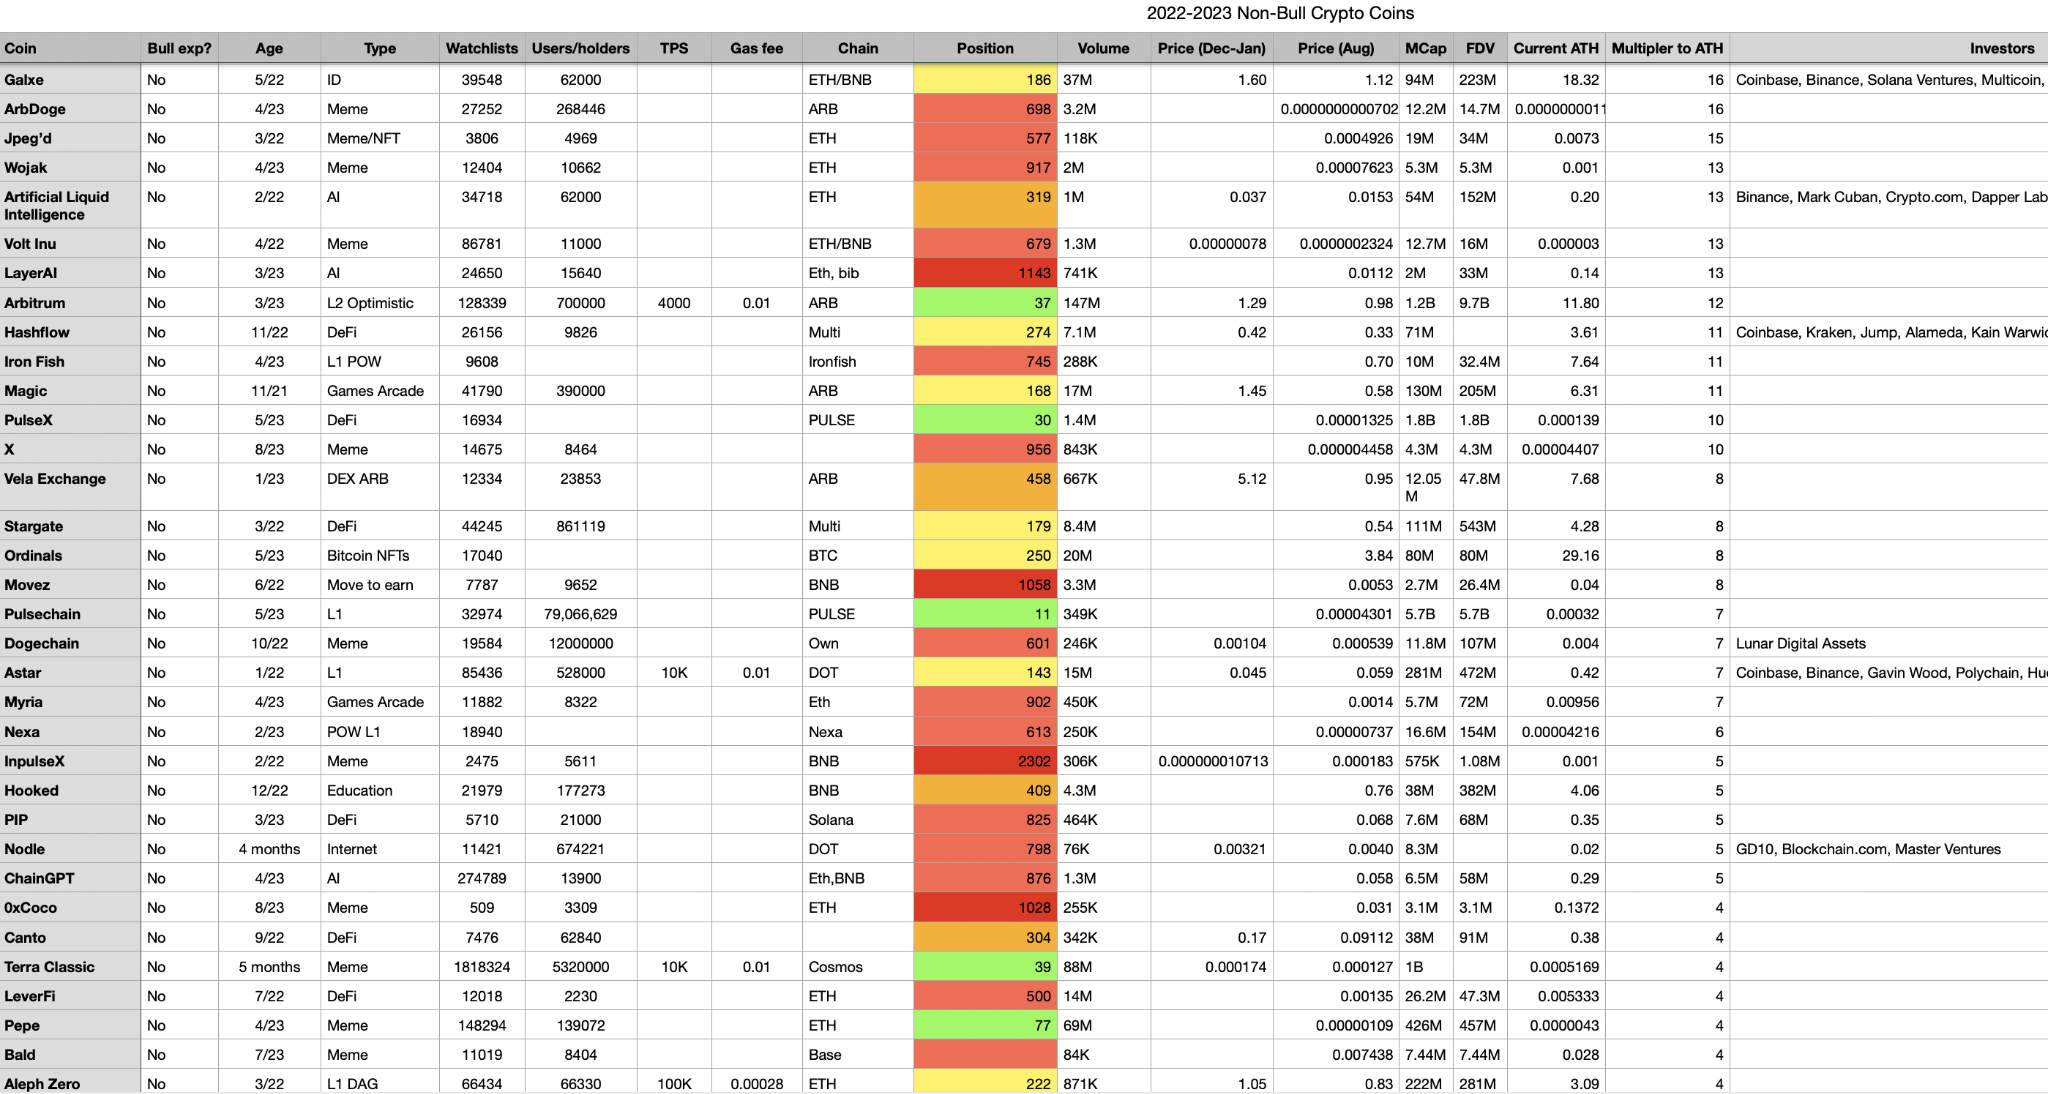 2022-2023 Non-Bull Crypto Coins
Coin Bull exp? Age Type Watchlists Users/holders TPS Gas fee Chain Position Volume Price (Dec-Jan) Price (Aug) MCap FDV Current ATH Multipler to ATH Investors
Galxe No 5/22 ID 39548 62000 ETH/BNB 186 37M 1.60 1.12 94M 223M 18.32 16 Coinbase, Binance, Solana Ventures, Multicoin,
ArbDoge No 4/23 Meme 27252 268446 ARB 698 3.2M 0.0000000000702 12.2M 14.7M 0.0000000011 16
Jpeg'd No 3/22 Meme/NFT 3806 4969 ETH 577 118K 0.0004926 19M 34M 0.0073 15
Wojak No 4/23 Meme 12404 10662 ETH 917 2M 0.00007623 5.3M 5.3M 0.001 13
Artificial Liquid No 2/22 AI 34718 62000 ETH 319 1M 0.037 0.0153 54M 152M 0.20 13 Binance, Mark Cuban, Crypto.com, Dapper Lab
Intelligence
Volt Inu No 4/22 Meme 86781 11000 ETH/BNB 679 1.3M 0.00000078 0.0000002324 12.7M 16M 0.000003 13
LayerAI No 3/23 AI 24650 15640 Eth, bib 1143 741K 0.0112 2M 33M 0.14 13
Arbitrum No 3/23 L2 Optimistic 128339 700000 4000 0.01 ARB 37 147M 1.29 0.98 1.2B 9.7B 11.80 12
Hashflow No 11/22 DeFi 26156 9826 Multi 274 7.1M 0.42 0.33 71M 3.61 11 Coinbase, Kraken, Jump, Alameda, Kain Warwic
Iron Fish No 4/23 L1 POW 9608 Ironfish 745 288K 0.70 10M 32.4M 7.64 11
Magic No 11/21 Games Arcade 41790 390000 ARB 168 17M 1.45 0.58 130M 205M 6.31 11
PulseX No 5/23 DeFi 16934 PULSE 30 1.4M 0.00001325 1.8B 1.8B 0.000139 10
X No 8/23 Meme 14675 8464 956 843K 0.000004458 4.3M 4.3M 0.00004407 10
Vela Exchange No 1/23 DEX ARB 12334 23853 ARB 458 667K 5.12 0.95 12.05 47.8M 7.68 8
M
Stargate No 3/22 DeFi 44245 861119 Multi 179 8.4M 0.54 111M 543M 4.28 8
Ordinals No 5/23 Bitcoin NFTs 17040 BTC 250 20M 3.84 80M 80M 29.16 8
Movez No 6/22 Move to earn 7787 9652 BNB 1058 3.3M 0.0053 2.7M 26.4M 0.04 8
Pulsechain No 5/23 L1 32974 79,066,629 PULSE 11 349K 0.00004301 5.7B 5.7B 0.00032 7
Dogechain No 10/22 Meme 19584 12000000 Own 601 246K 0.00104 0.000539 11.8M 107M 0.004 7 Lunar Digital Assets
Astar No 1/22 L1 85436 528000 10K 0.01 DOT 143 15M 0.045 0.059 281M 472M 0.42 7 Coinbase, Binance, Gavin Wood, Polychain, Hu
Myria No 4/23 Games Arcade 11882 8322 Eth 902 450K 0.0014 5.7M 72M 0.00956 7
Nexa No 2/23 POW L1 18940 Nexa 613 250K 0.00000737 16.6M 154M 0.00004216 6
InpulseX No 2/22 Meme 2475 5611 BNB 2302 306K 0.000000010713 0.000183 575K 1.08M 0.001 5
Hooked No 12/22 Education 21979 177273 BNB 409 4.3M 0.76 38M 382M 4.06 5
PIP No 3/23 DeFi 5710 21000 Solana 825 464K 0.068 7.6M 68M 0.35 5
Nodle No 4 months Internet 11421 674221 DOT 798 76K 0.00321 0.0040 8.3M 0.02 5 GD10, Blockchain.com, Master Ventures
ChainGPT No 4/23 AI 274789 13900 Eth,BNB 876 1.3M 0.058 6.5M 58M 0.29 5
0xCoco No 8/23 Meme 509 3309 ETH 1028 255K 0.031 3.1M 3.1M 0.1372 4
Canto No 9/22 DeFi 7476 62840 304 342K 0.17 0.09112 38M 91M 0.38 4
Terra Classic No 5 months Meme 1818324 5320000 10K 0.01 Cosmos 39 88M 0.000174 0.000127 1B 0.0005169 4
LeverFi No 7/22 DeFi 12018 2230 ETH 500 14M 0.00135 26.2M 47.3M 0.005333 4
Pepe No 4/23 Meme 148294 139072 ETH 77 69M 0.00000109 426M 457M 0.0000043 4
Bald No 7/23 Meme 11019 8404 Base 84K 0.007438 7.44M 7.44M 0.028 4
Aleph Zero No 3/22 L1 DAG 66434 66330 100K 0.00028 ETH 222 871K 1.05 0.83 222M 281M 3.09 4